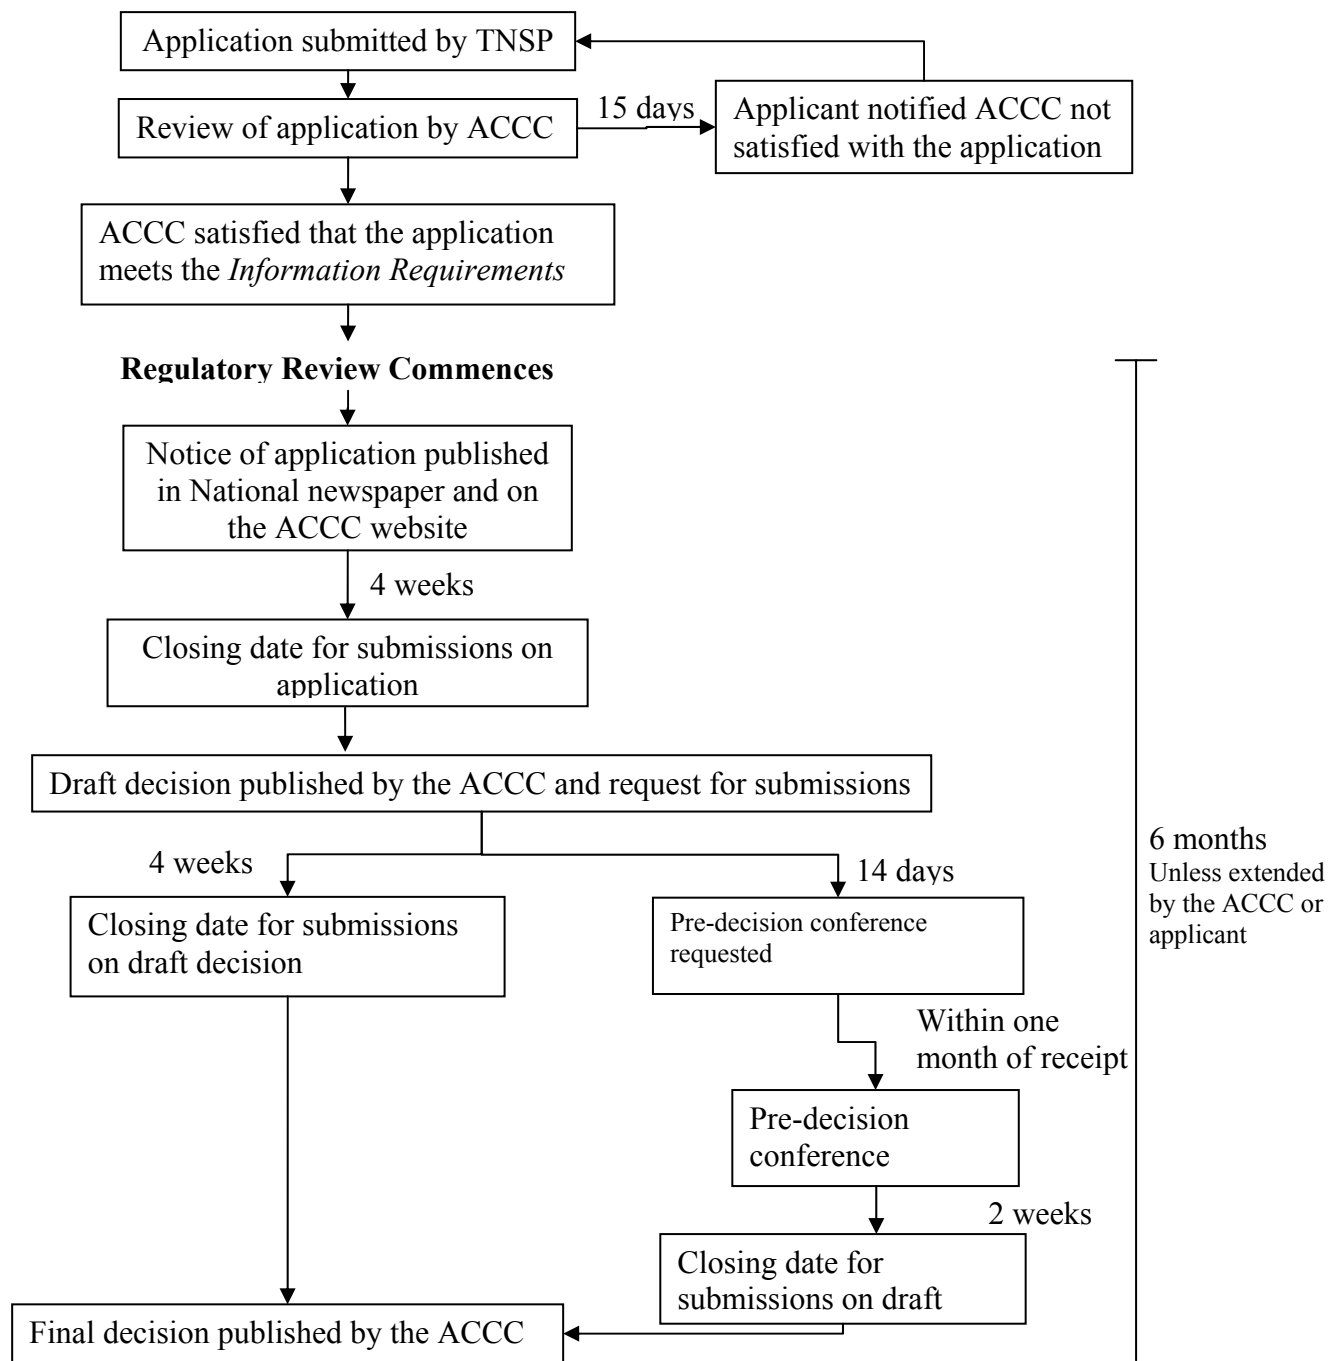 Application submitted by TNSP
Review of application by ACCC
15 days
Applicant notified ACCC not
satisfied with the application
ACCC satisfied that the application
meets the Information Requirements
Regulatory Review Commences
Notice of application published
in National newspaper and on
the ACCC website
4 weeks
Closing date for submissions on
application
Draft decision published by the ACCC and request for submissions
4 weeks
14 days
Closing date for submissions
on draft decision
Pre-decision conference
requested
Within one
month of receipt
Pre-decision
conference
2 weeks
Closing date for
submissions on draft
Final decision published by the ACCC
6 months
Unless extended
by the ACCC or
applicant